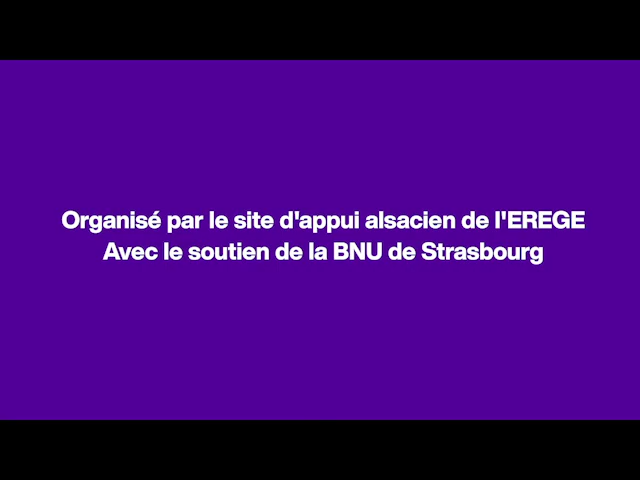 Organisé par le site d'appui alsacien de l'EREGE
Avec le soutien de la BNU de Strasbourg